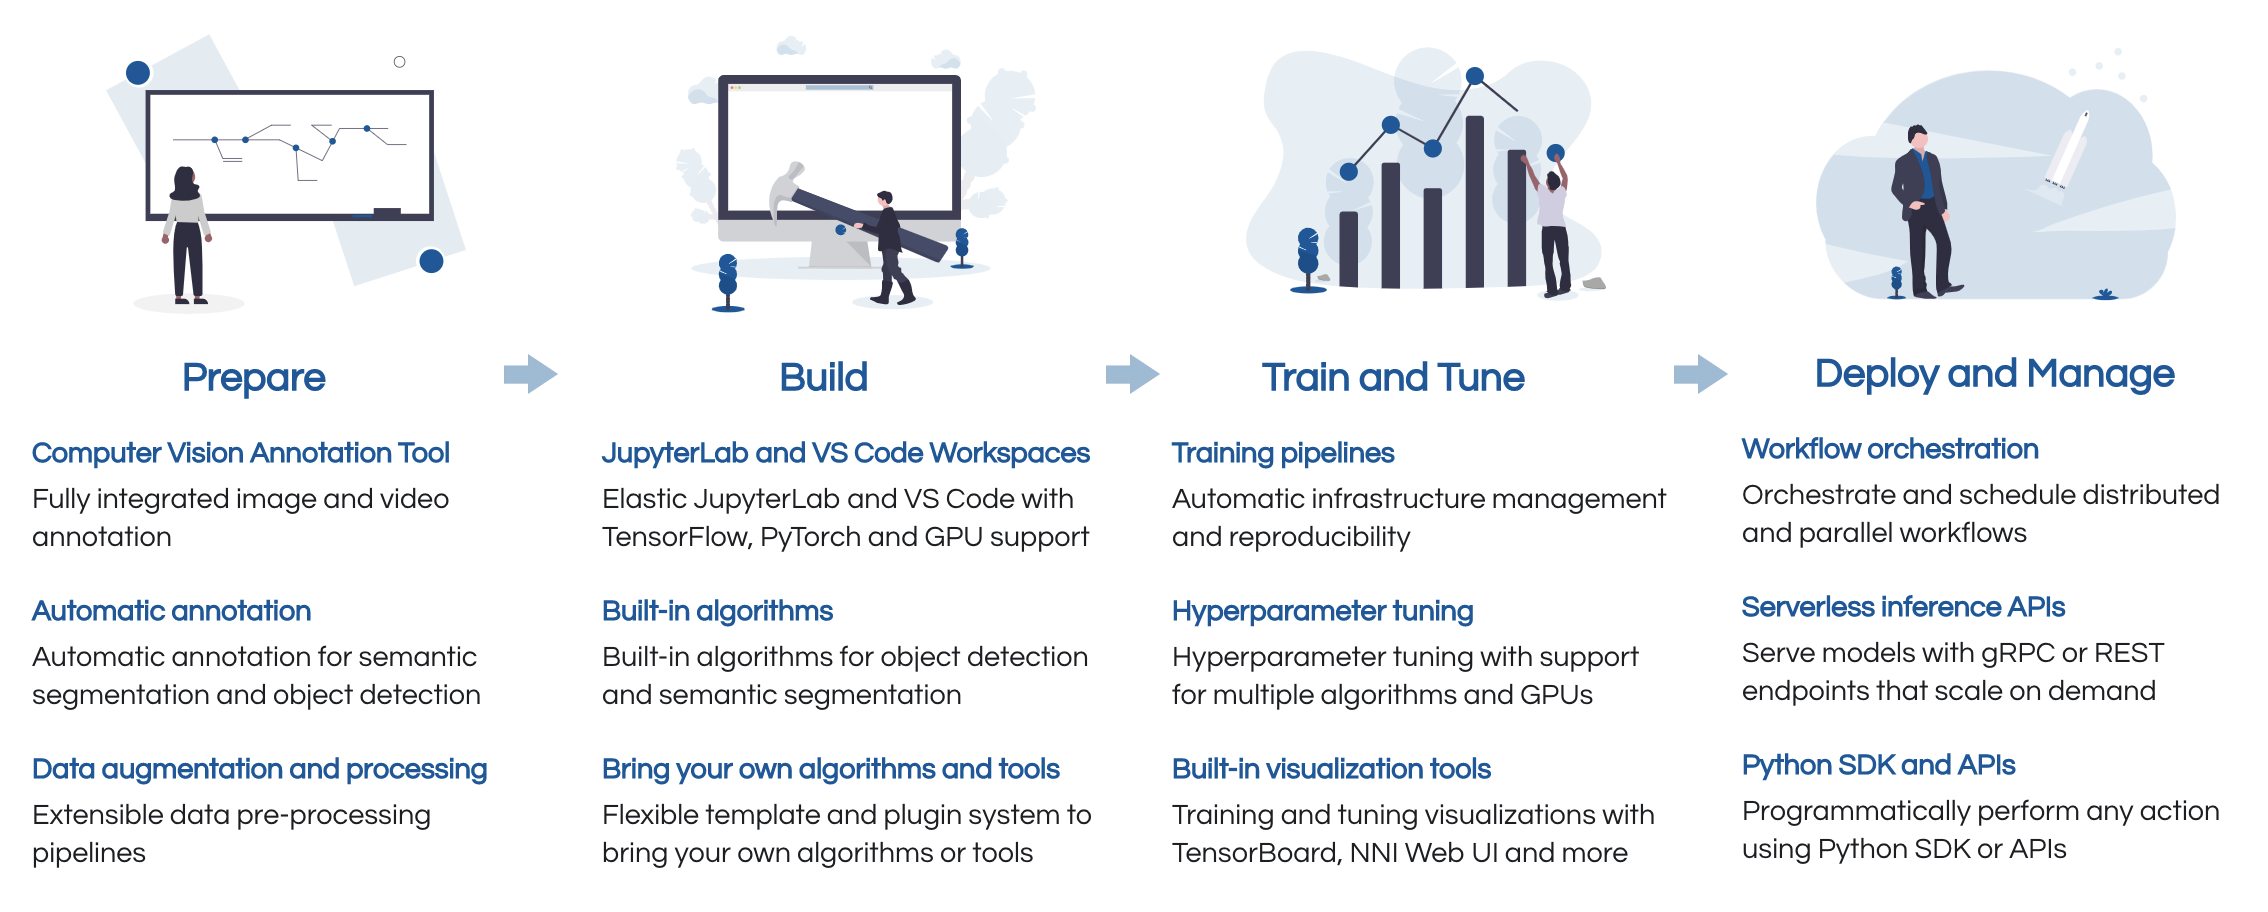 Prepare
Computer Vision Annotation Tool
Fully integrated image and video
annotation
Automatic annotation
Automatic annotation for semantic
segmentation and object detection
Data augmentation and processing
Extensible data pre-processing
pipelines
Build
JupyterLab and VS Code Workspaces
Elastic JupyterLab and VS Code with
TensorFlow, PyTorch and GPU support
Built-in algorithms
Built-in algorithms for object detection
and semantic segmentation
Bring your own algorithms and tools
Flexible template and plugin system to
bring your own algorithms or tools
Train and Tune
Training pipelines
Automatic infrastructure management
and reproducibility
Hyperparameter tuning
Hyperparameter tuning with support
for multiple algorithms and GPUs
Built-in visualization tools
Training and tuning visualizations with
TensorBoard, NNI Web UI and more
Deploy and Manage
Workflow orchestration
Orchestrate and schedule distributed
and parallel workflows
Serverless inference APIs
Serve models with gRPC or REST
endpoints that scale on demand
Python SDK and APIs
Programmatically perform any action
using Python SDK or APIs